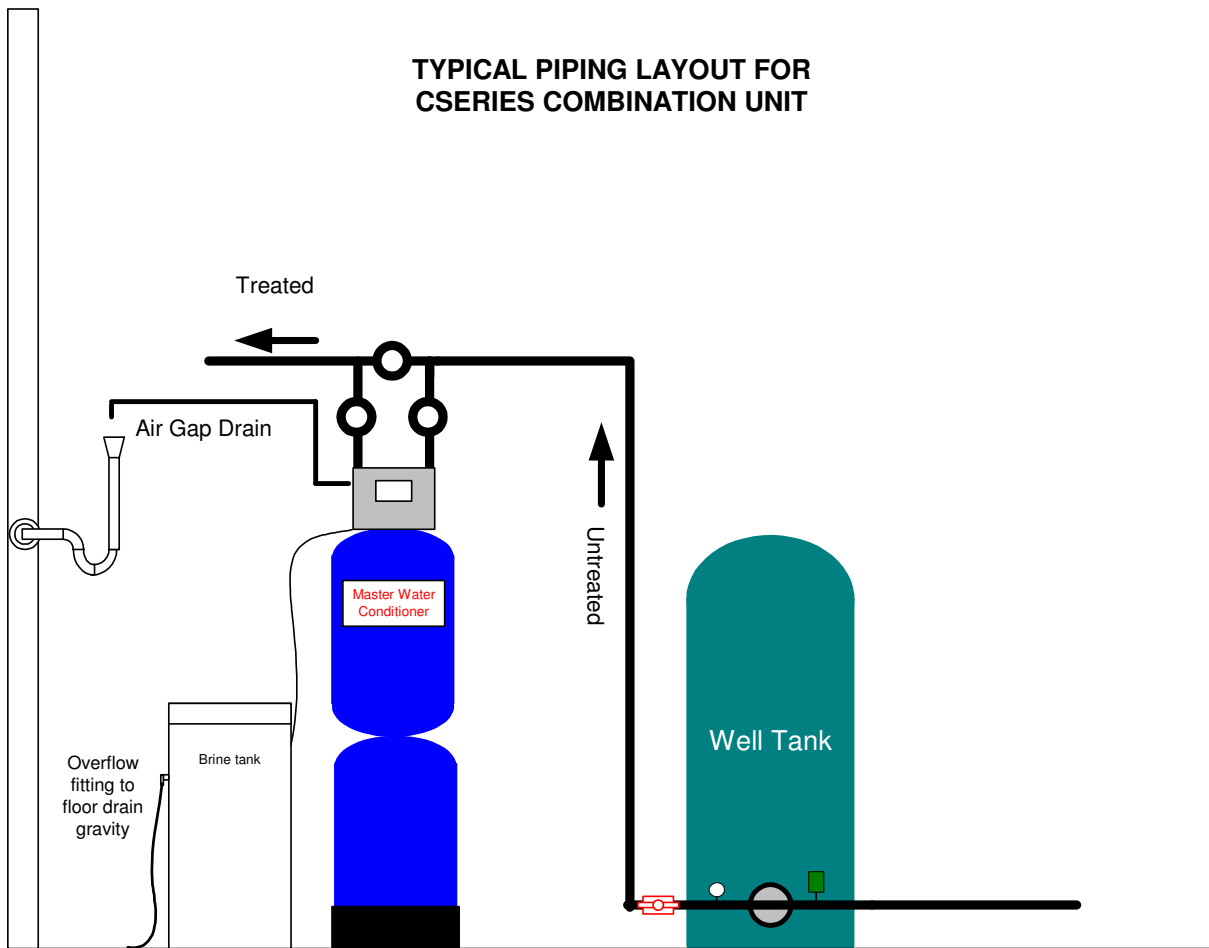 TYPICAL PIPING LAYOUT FOR
CSERIES COMBINATION UNIT
Treated
Air Gap Drain
Untreated
Master Water
Conditioner
Well Tank
Brine tank
Overflow
fitting to
floor drain
gravity